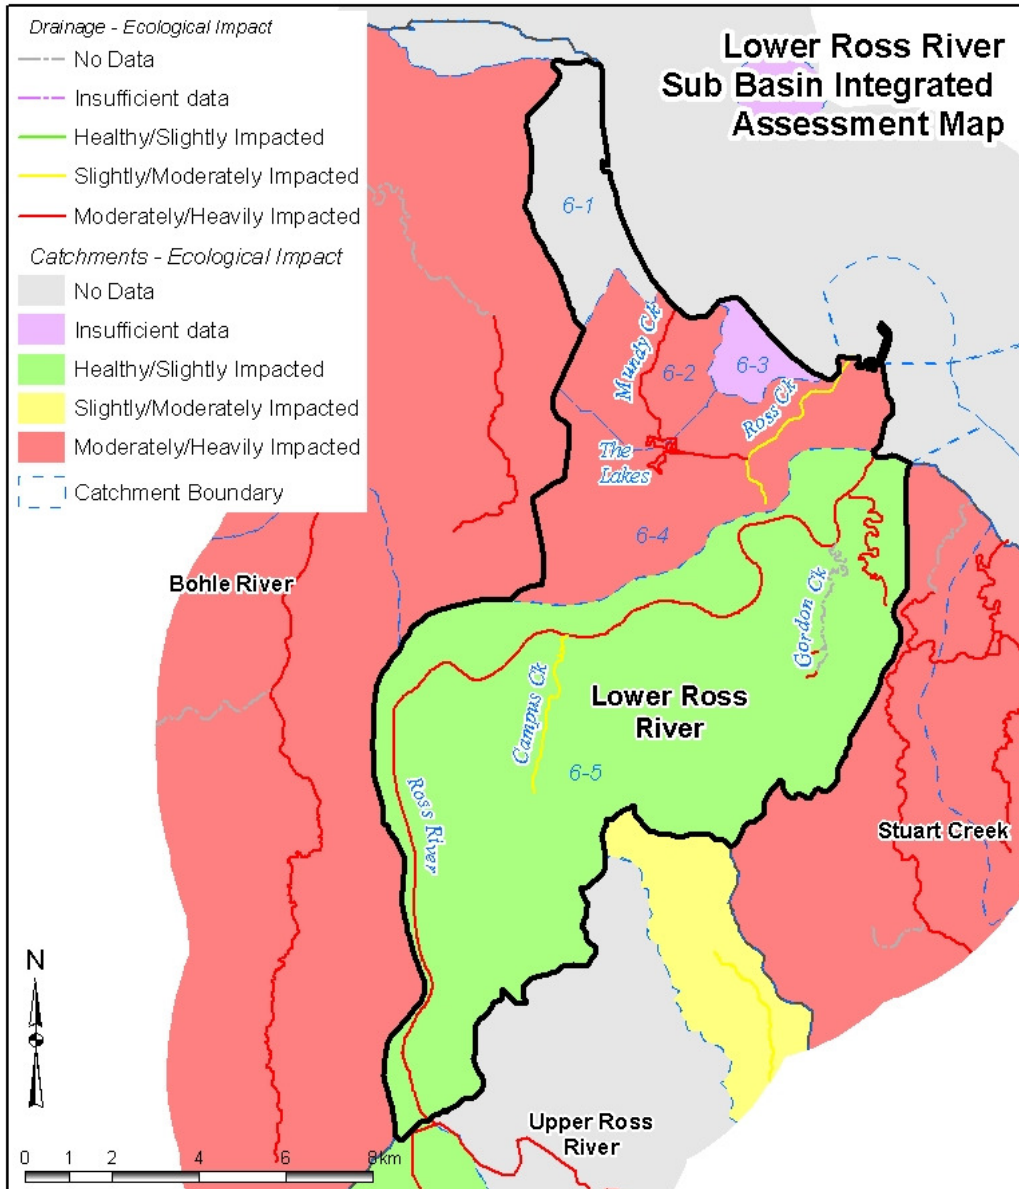 Drainage - Ecological Impact
No Data
Insufficient data
Healthy/Slightly Impacted
Slightly/Moderately Impacted
Moderately/Heavily Impacted
Catchments - Ecological Impact
No Data
Insufficient data
Healthy/Slightly Impacted
Slightly/Moderately Impacted
Moderately/Heavily Impacted
Catchment Boundary
Lower Ross River
Sub Basin Integrated
Assessment Map
6-1
Mundy Ck
6-2
6-3
Ross Ck
The
Lakes
6-4
Bohle River
Gordon Ck
Campus Ck
Lower Ross
River
6-5
Ross River
Stuart Creek
N
Upper Ross
River
0 1 2 4 6 8km